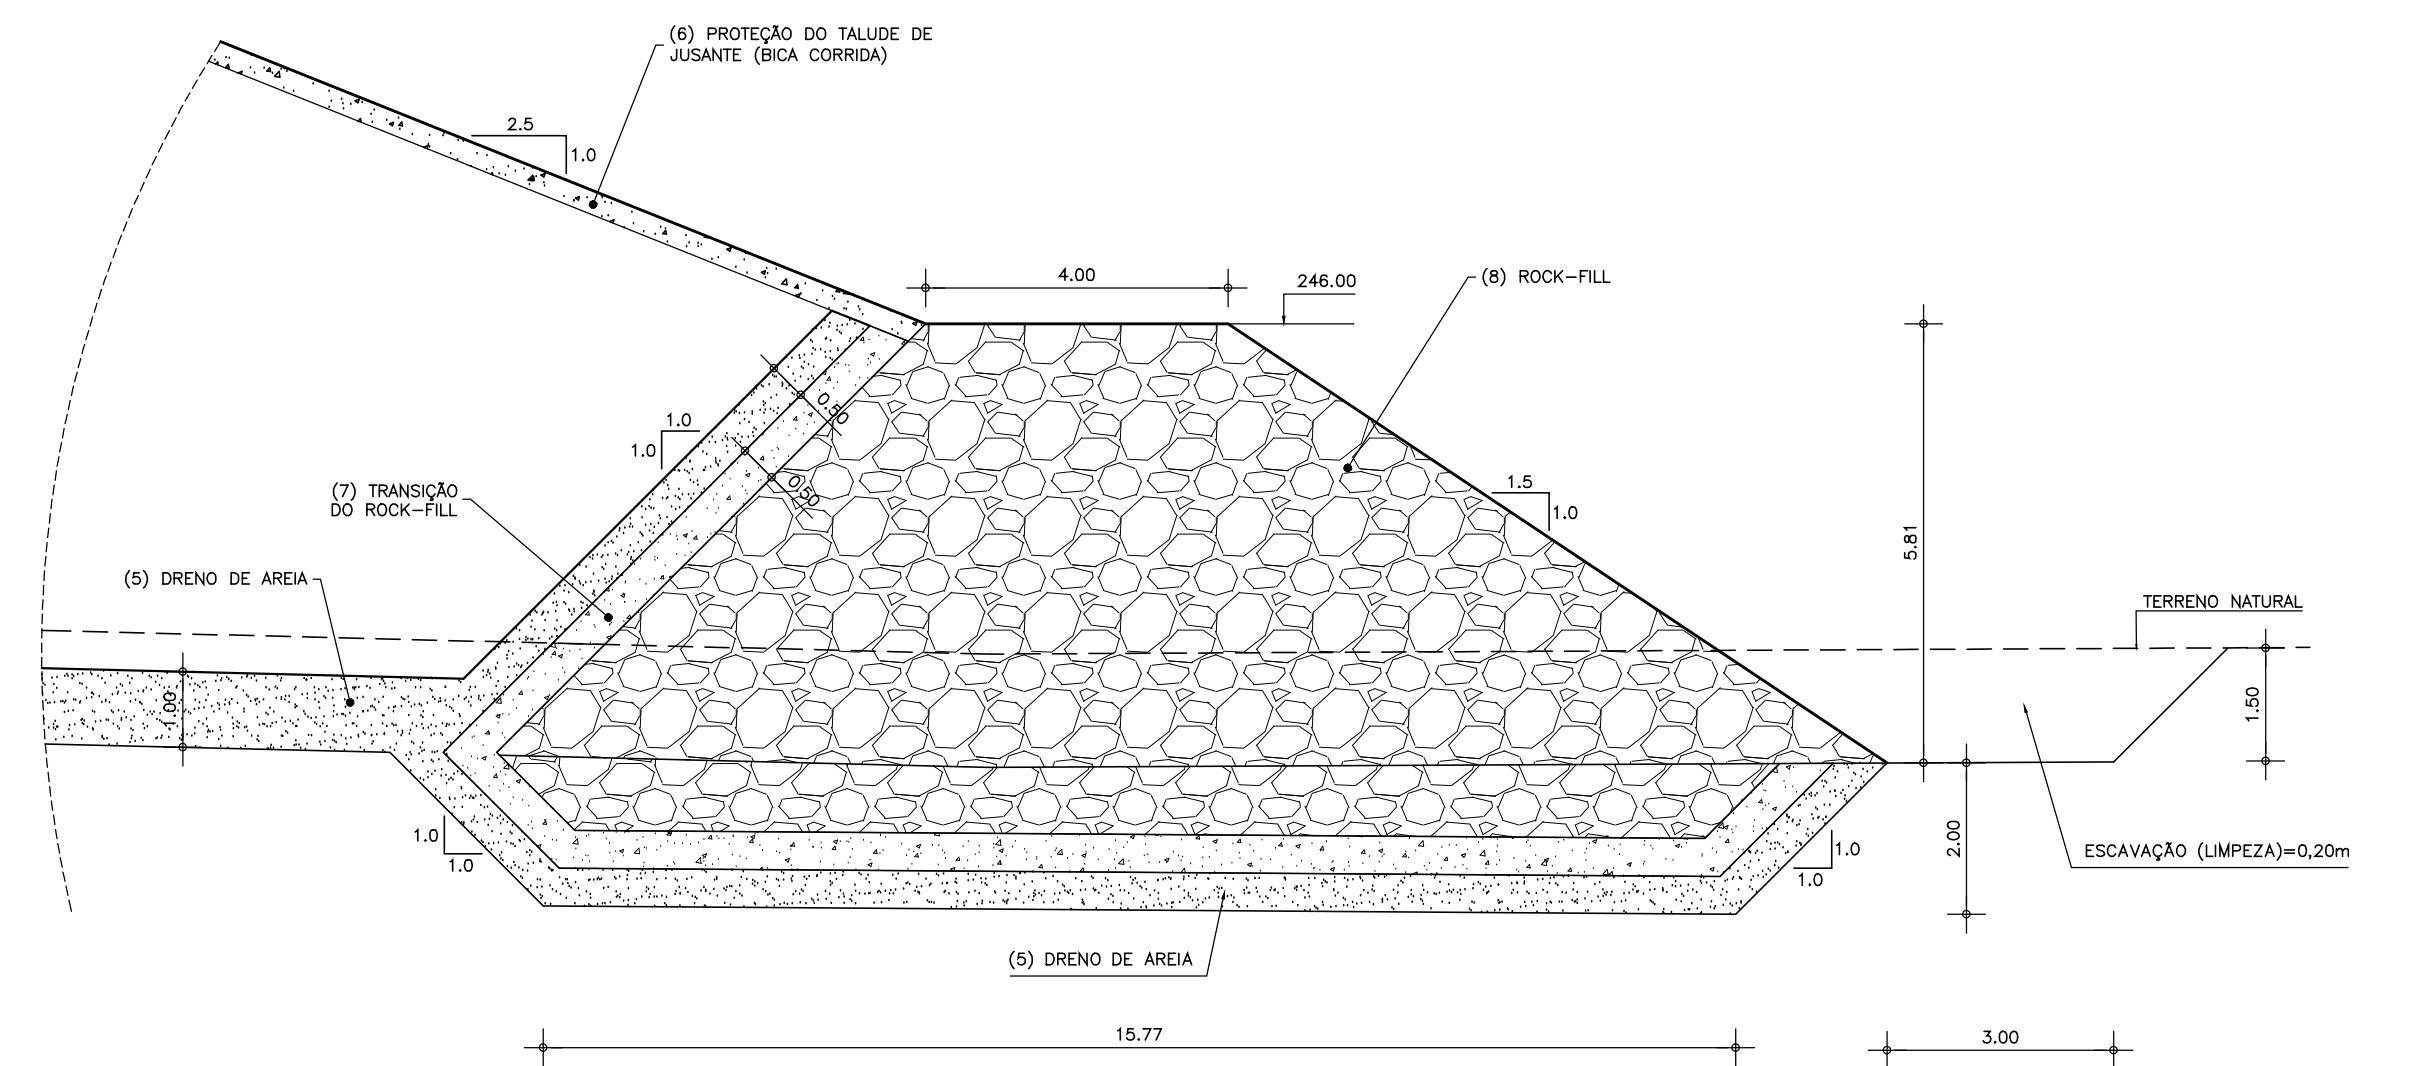 (6) PROTEÇÃO DO TALUDE DE
JUSANTE (BICA CORRIDA)
2.5
1.0
4.00
246.00
(8) ROCK-FILL
0.50
1.0
1.0
0.50
(7) TRANSIÇÃO
DO ROCK-FILL
1.5
1.0
5.81
(5) DRENO DE AREIA
TERRENO NATURAL
1.00
1.50
1.0
1.0
1.0
1.0
2.00
ESCAVAÇÃO (LIMPEZA)=0,20m
(5) DRENO DE AREIA
15.77
3.00